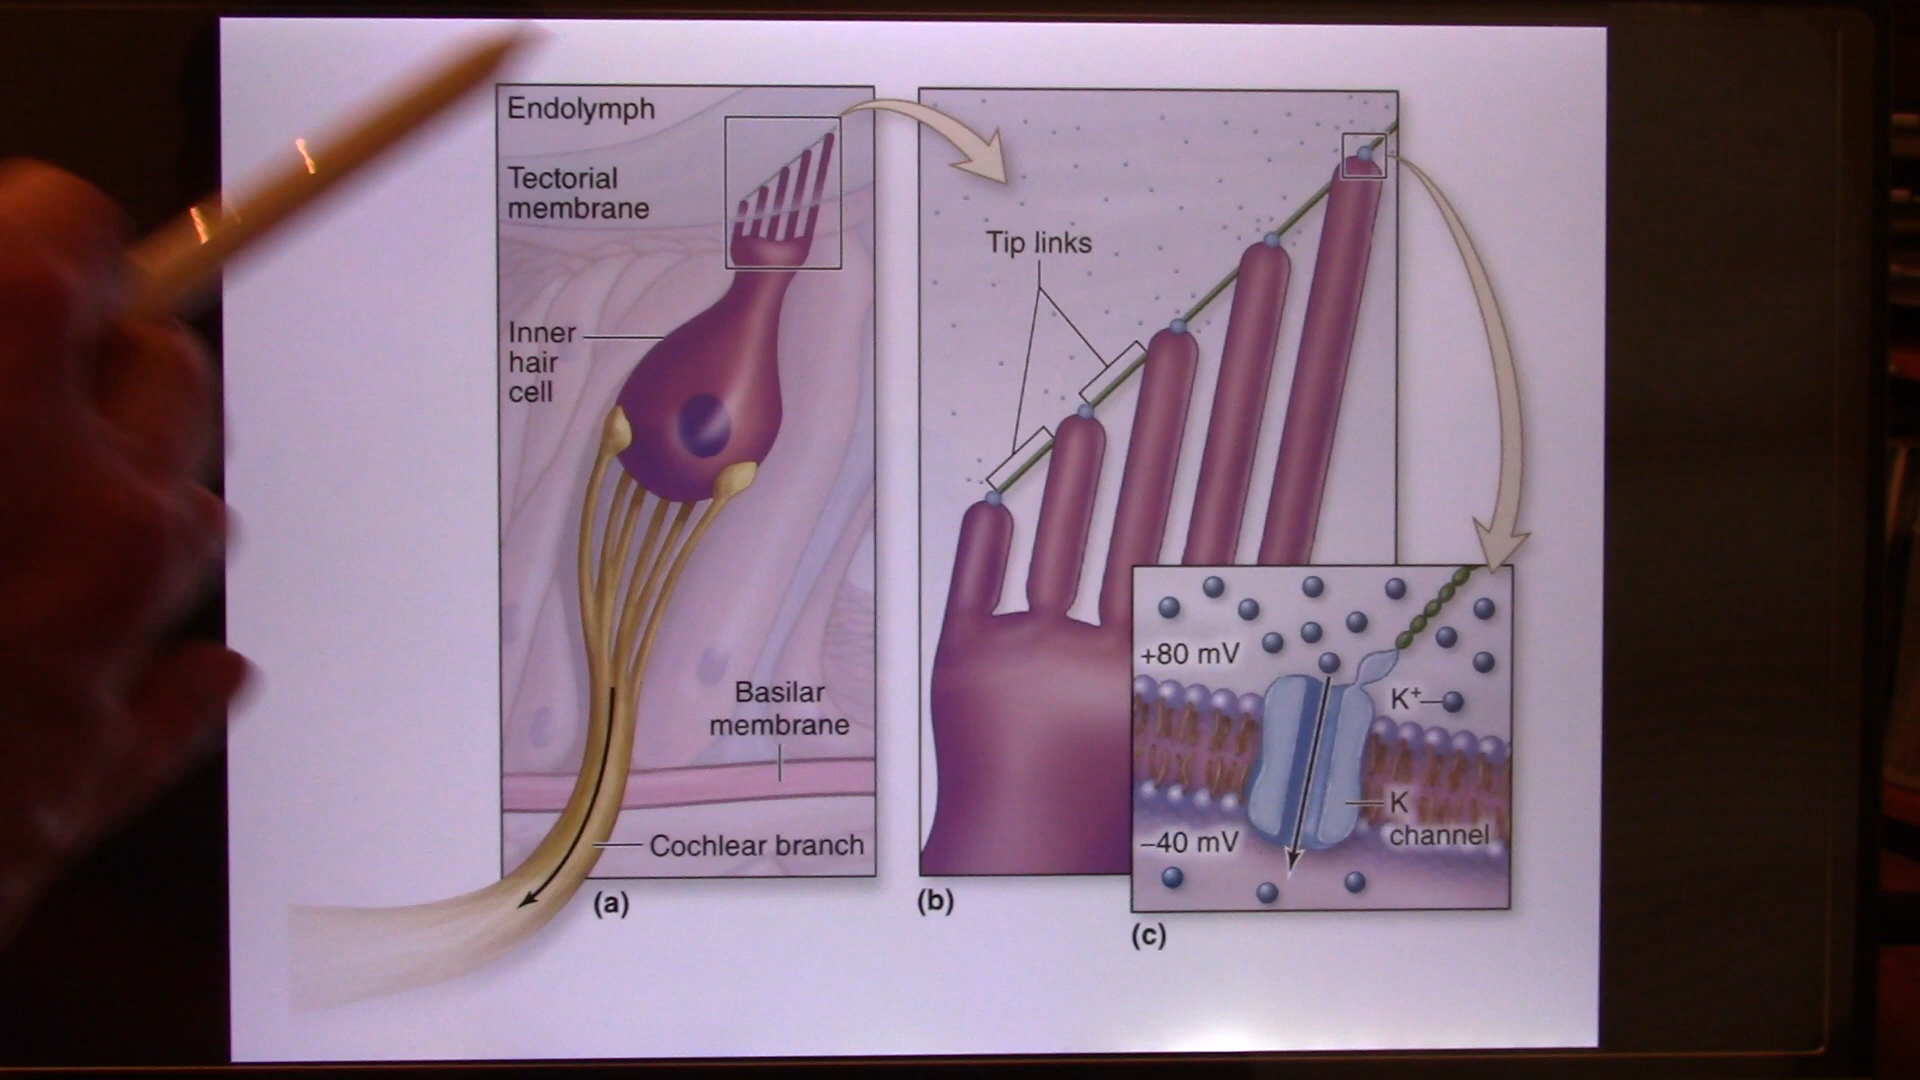 Endolymph
Tectorial
membrane
Inner
hair
cell
Basilar
membrane
Cochlear branch
(a)
Tip links
(b)
+80 mV
K⁺
K
channel
–40 mV
(c)